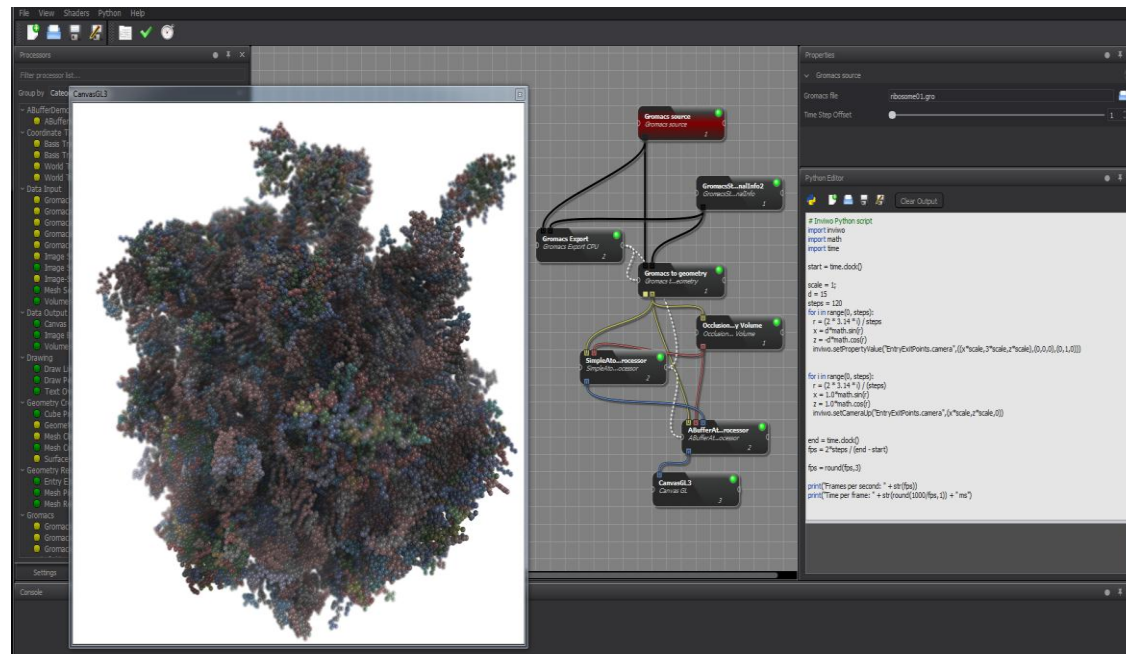 File View Shaders Python Help
Processors
Filter processor list...
Group by Catego
CanvasGL3
ABufferDemo
ABuffer
Coordinate T
Basis Tr
Basis Tr
World T
World T
Data Input
Gromac
Gromac
Gromac
Gromac
Gromac
Image S
Image S
Image-S
Mesh So
Volume
Data Output
Canvas
Image E
Volume
Drawing
Draw Li
Draw Po
Text Ov
Geometry Cre
Cube Pr
Geomet
Mesh Cl
Mesh Cr
Surface
Geometry Re
Entry E
Mesh Pi
Mesh Re
Gromacs
Gromac
Gromac
Gromac
Settings
Console
Gromacs source
Gromacs source
1
GromacsSt...nalInfo2
GromacsSt...nalInfo
1
Gromacs Export
Gromacs Export CPU
2
Gromacs to geometry
Gromacs t...eometry
1
Occlusion...y Volume
Occlusion... Volume
1
SimpleAto...rocessor
SimpleAto...ocessor
2
ABufferAt...rocessor
ABufferAt...ocessor
2
CanvasGL3
Canvas GL
3
Properties
Gromacs source
Gromacs file ribosome01.gro
Time Step Offset 1
Python Editor
Clear Output
# Inviwo Python script
import inviwo
import math
import time
start = time.clock()
scale = 1;
d = 15
steps = 120
for i in range(0, steps):
r = (2 * 3.14 * i) / steps
x = d*math.sin(r)
z = -d*math.cos(r)
inviwo.setPropertyValue("EntryExitPoints.camera",((x*scale,3*scale,z*scale),(0,0,0),(0,1,0)))
for i in range(0, steps):
r = (2 * 3.14 * i) / (steps)
x = 1.0*math.sin(r)
z = 1.0*math.cos(r)
inviwo.setCameraUp("EntryExitPoints.camera",(x*scale,z*scale,0))
end = time.clock()
fps = 2*steps / (end - start)
fps = round(fps,3)
print("Frames per second: " + str(fps))
print("Time per frame: " + str(round(1000/fps,1)) + " ms")